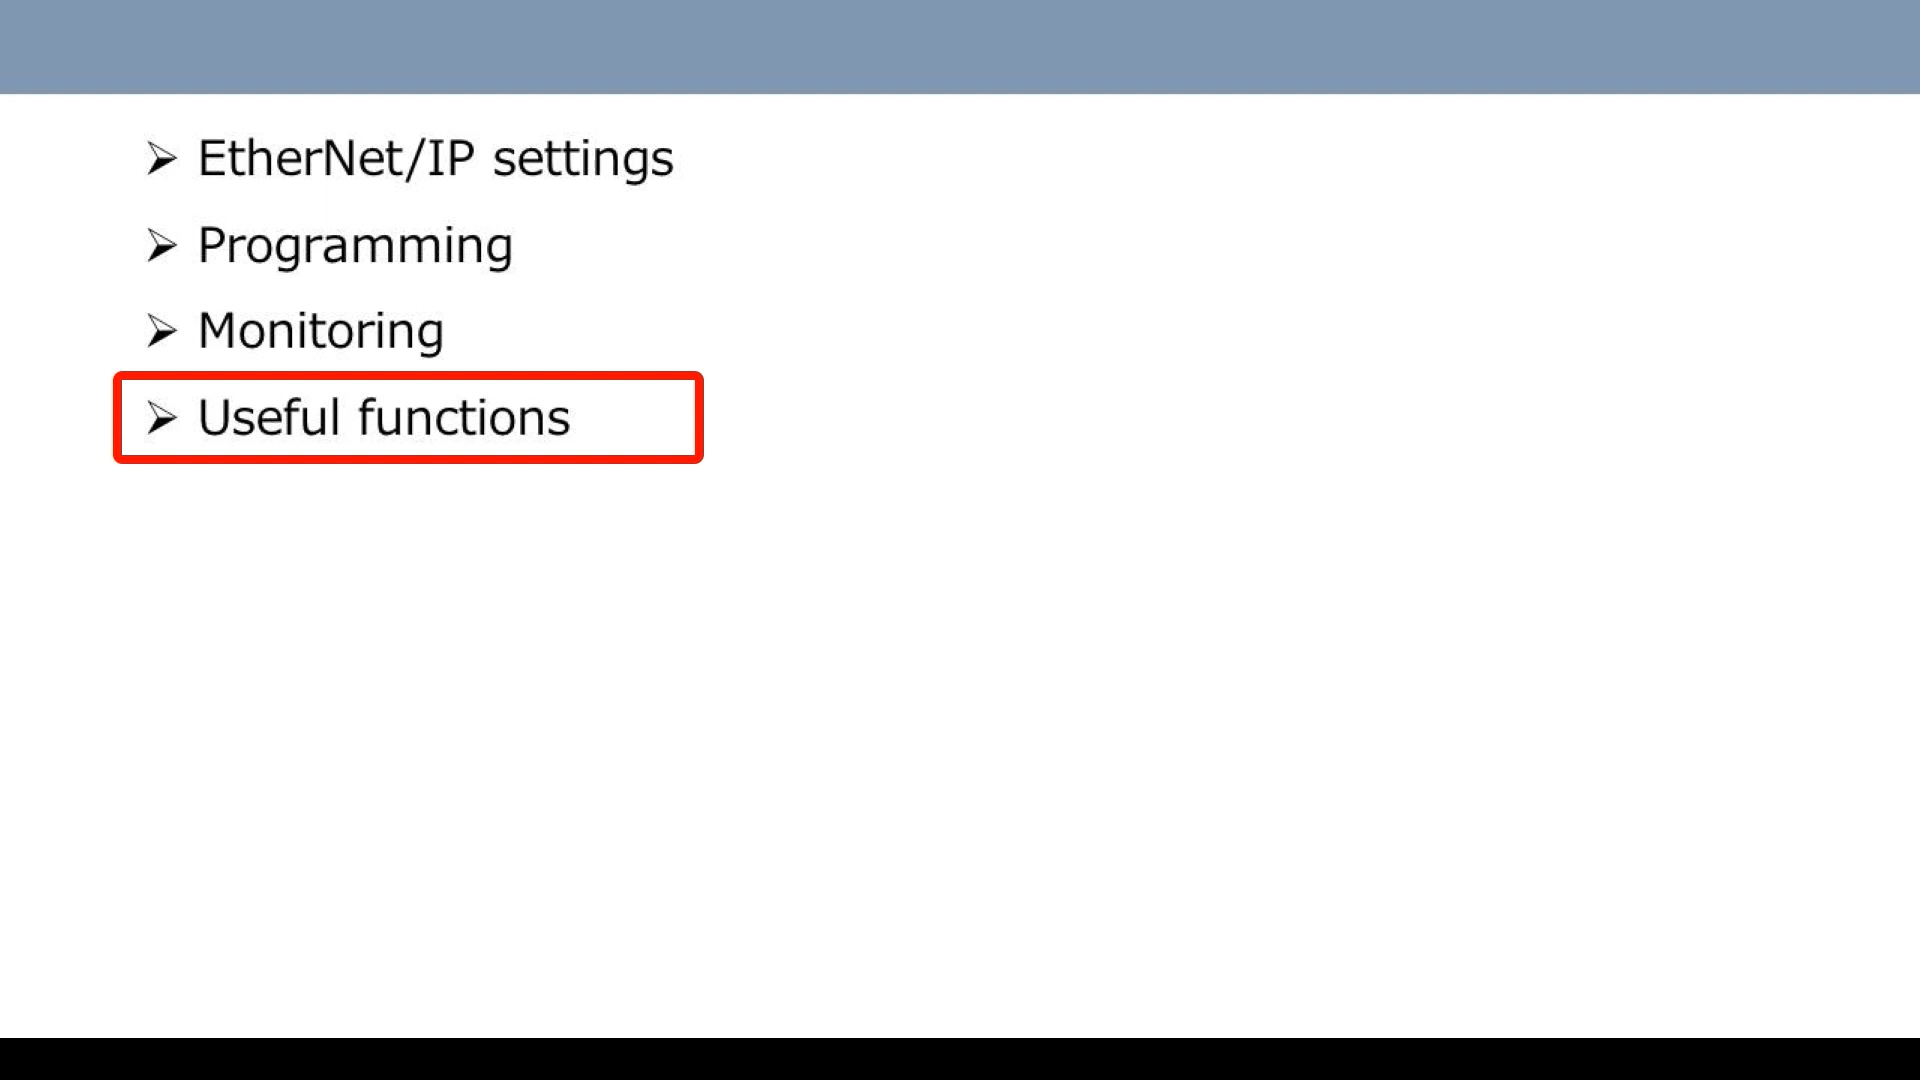 ➢ EtherNet/IP settings
➢ Programming
➢ Monitoring
➢ Useful functions